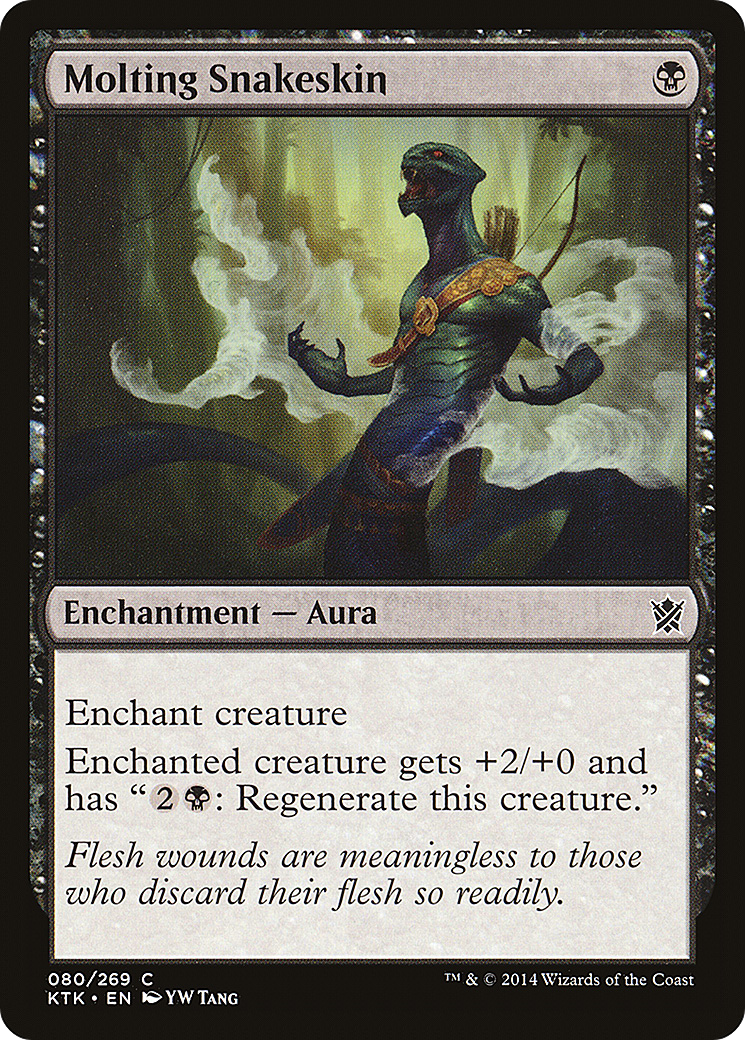 Molting Snakeskin
Enchantment — Aura
Enchant creature
Enchanted creature gets +2/+0 and
has “2: Regenerate this creature.”
Flesh wounds are meaningless to those
who discard their flesh so readily.
080/269 C
™ & © 2014 Wizards of the Coast
KTK • EN YW Tang